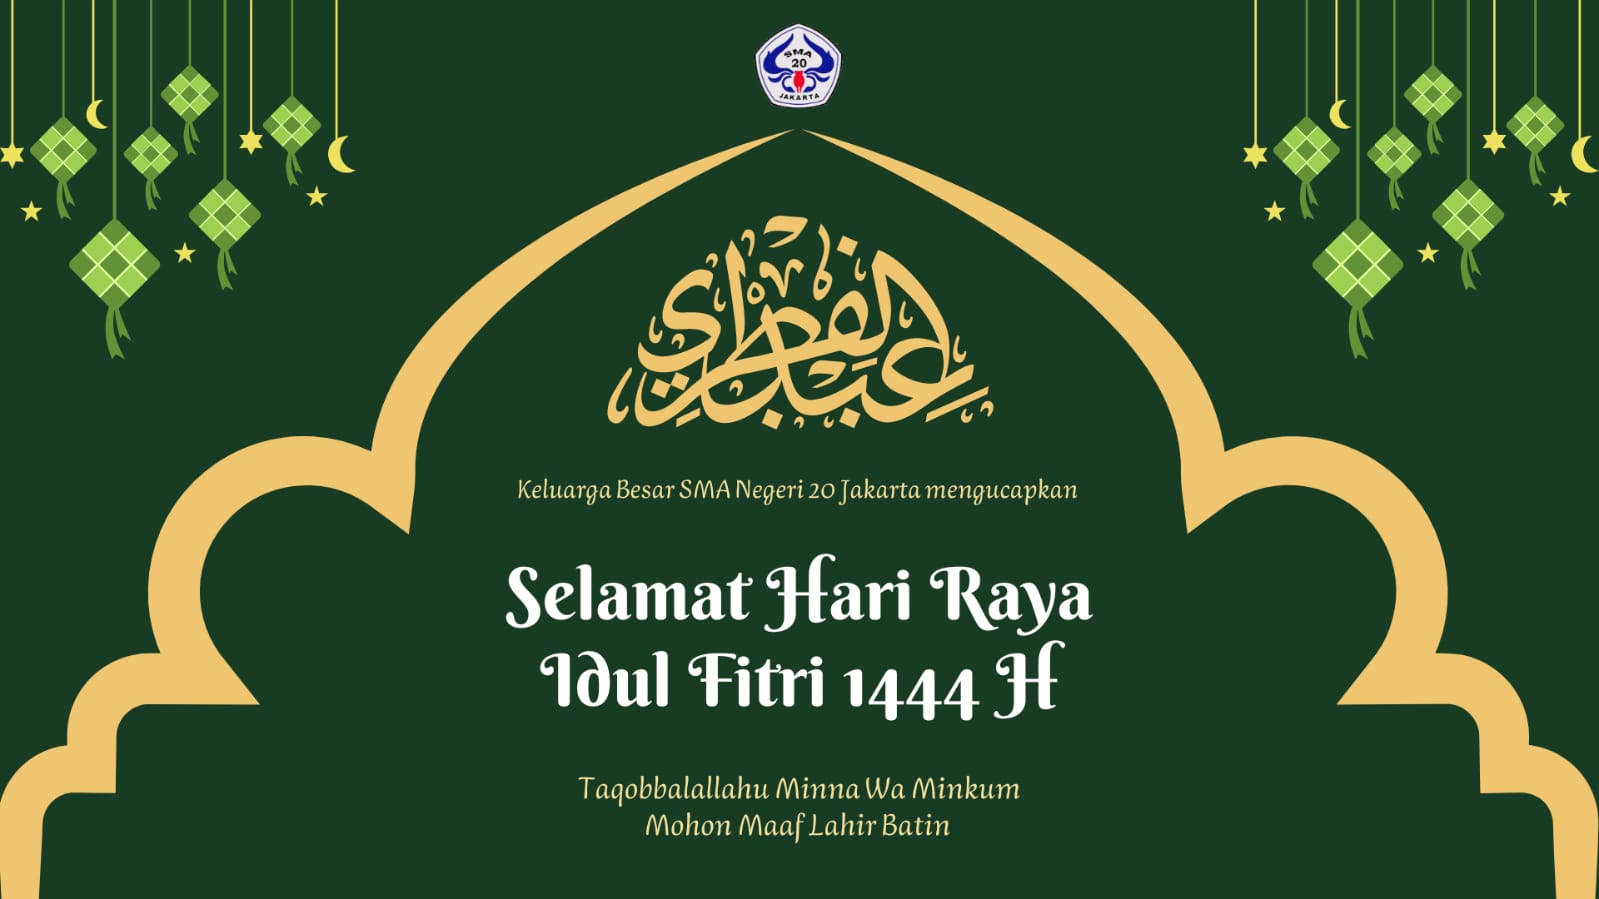 SMA
20
JAKARTA
عيد الفطر
Keluarga Besar SMA Negeri 20 Jakarta mengucapkan
Selamat Hari Raya
Idul Fitri 1444 H
Taqobbalallahu Minna Wa Minkum
Mohon Maaf Lahir Batin